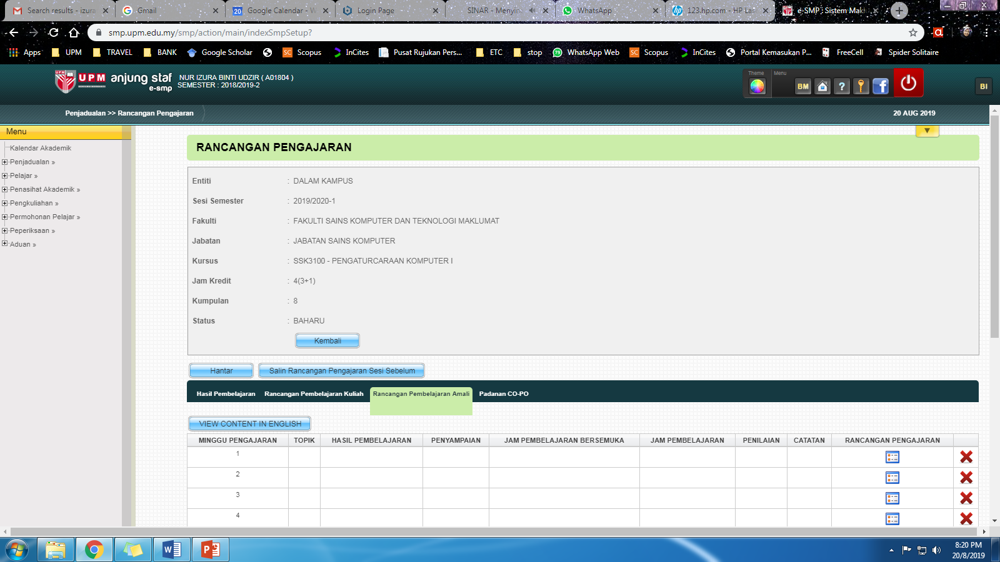 Search results - izura
Gmail
Google Calendar - W
Login Page
SINAR - Menyin
WhatsApp
123.hp.com - HP Las
e-SMP : Sistem Mak
smp.upm.edu.my/smp/action/main/indexSmpSetup?
Apps UPM TRAVEL BANK Google Scholar Scopus InCites Pusat Rujukan Pers... ETC stop WhatsApp Web Scopus InCites Portal Kemasukan P... FreeCell Spider Solitaire
UPM anjung staf
e-smp
NUR IZURA BINTI UDZIR ( A01804 )
SEMESTER : 2018/2019-2
Theme
Menu
BM
?
BI
Penjadualan >> Rancangan Pengajaran
20 AUG 2019
Menu
Kalendar Akademik
Penjadualan »
Pelajar »
Penasihat Akademik »
Pengkuliahan »
Permohonan Pelajar »
Peperiksaan »
Aduan »
RANCANGAN PENGAJARAN
Entiti : DALAM KAMPUS
Sesi Semester : 2019/2020-1
Fakulti : FAKULTI SAINS KOMPUTER DAN TEKNOLOGI MAKLUMAT
Jabatan : JABATAN SAINS KOMPUTER
Kursus : SSK3100 - PENGATURCARAAN KOMPUTER I
Jam Kredit : 4(3+1)
Kumpulan : 8
Status : BAHARU
Kembali
Hantar Salin Rancangan Pengajaran Sesi Sebelum
Hasil Pembelajaran Rancangan Pembelajaran Kuliah Rancangan Pembelajaran Amali Padanan CO-PO
VIEW CONTENT IN ENGLISH
MINGGU PENGAJARAN TOPIK HASIL PEMBELAJARAN PENYAMPAIAN JAM PEMBELAJARAN BERSEMUKA JAM PEMBELAJARAN PENILAIAN CATATAN RANCANGAN PENGAJARAN
1
2
3
4
8:20 PM
20/8/2019